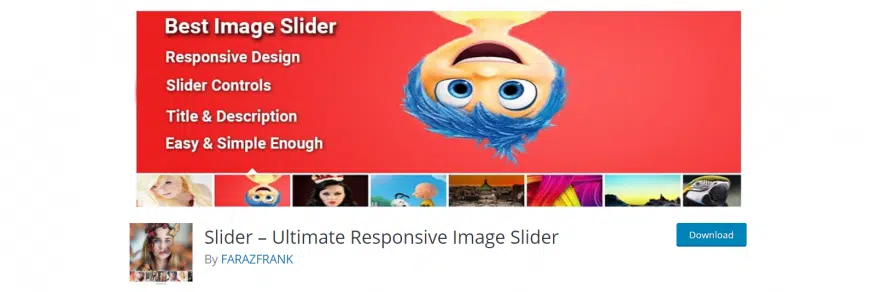 Best Image Slider
Responsive Design
Slider Controls
Title & Description
Easy & Simple Enough
Slider – Ultimate Responsive Image Slider
Download
By FARAZFRANK